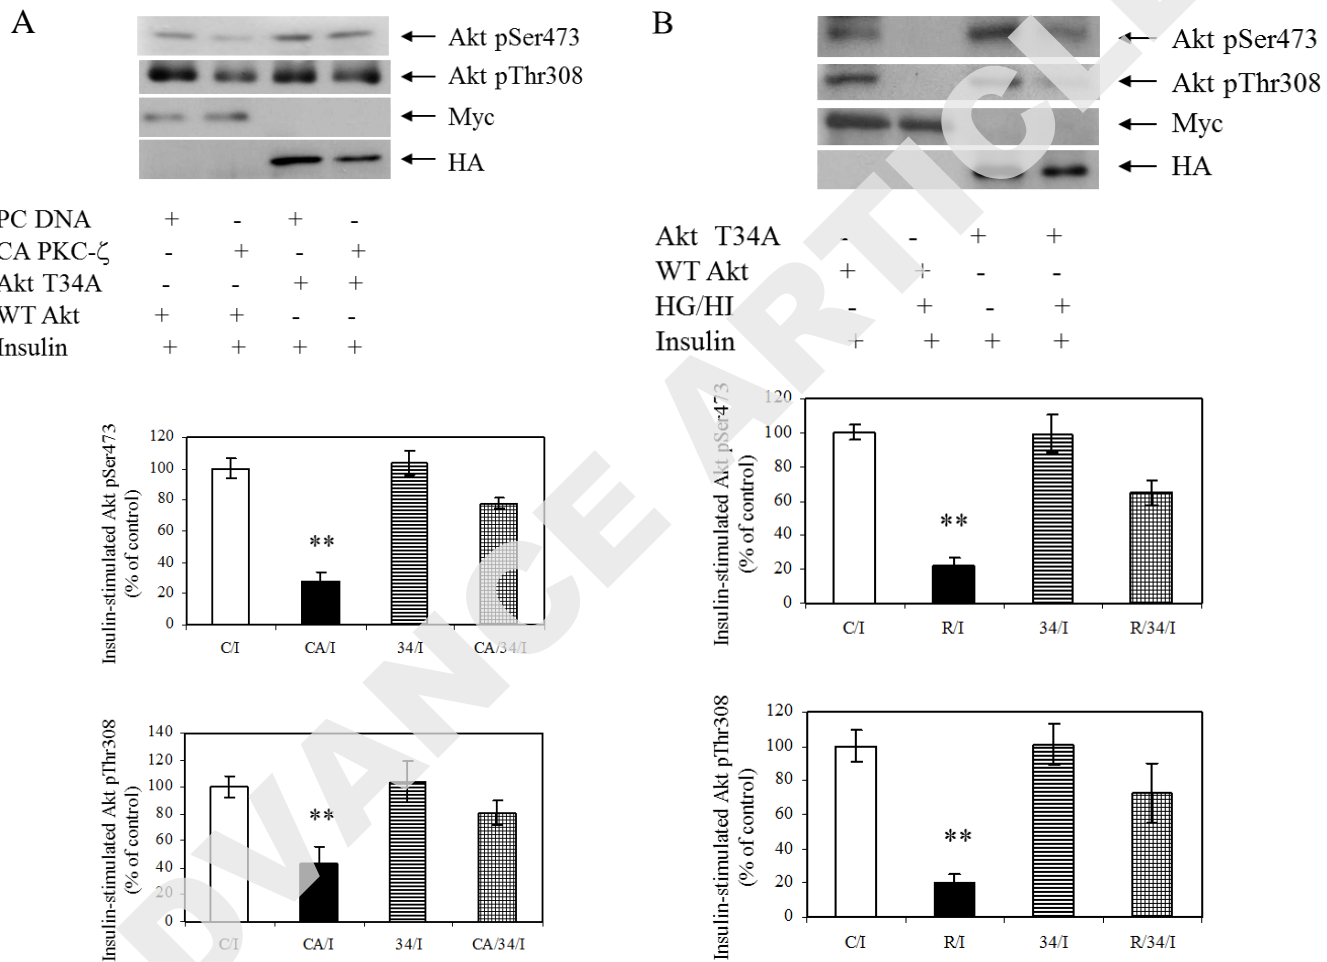 A
Akt pSer473
Akt pThr308
Myc
HA
PC DNA + - + -
CA PKC-ζ - + - +
Akt T34A - - + +
WT Akt + + - -
Insulin + + + +
Insulin-stimulated Akt pSer473
(% of control)
120
100
80
60
40
20
0
C/I CA/I 34/I CA/34/I
**
Insulin-stimulated Akt pThr308
(% of control)
140
120
100
80
60
40
20
0
C/I CA/I 34/I CA/34/I
**
B
Akt pSer473
Akt pThr308
Myc
HA
Akt T34A - - + +
WT Akt + + - -
HG/HI - + - +
Insulin + + + +
Insulin-stimulated Akt pSer473
(% of control)
120
100
80
60
40
20
0
C/I R/I 34/I R/34/I
**
Insulin-stimulated Akt pThr308
(% of control)
120
100
80
60
40
20
0
C/I R/I 34/I R/34/I
**
DVANCE ARTICLE